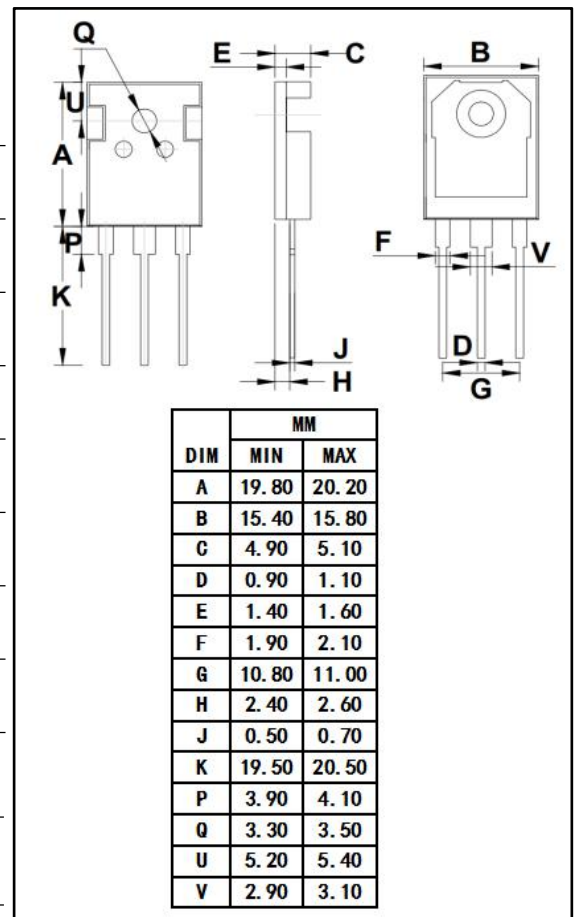 Q
E
C
B
U
A
P
K
F
V
J
H
D
G
MM
DIM MIN MAX
A 19.80 20.20
B 15.40 15.80
C 4.90 5.10
D 0.90 1.10
E 1.40 1.60
F 1.90 2.10
G 10.80 11.00
H 2.40 2.60
J 0.50 0.70
K 19.50 20.50
P 3.90 4.10
Q 3.30 3.50
U 5.20 5.40
V 2.90 3.10